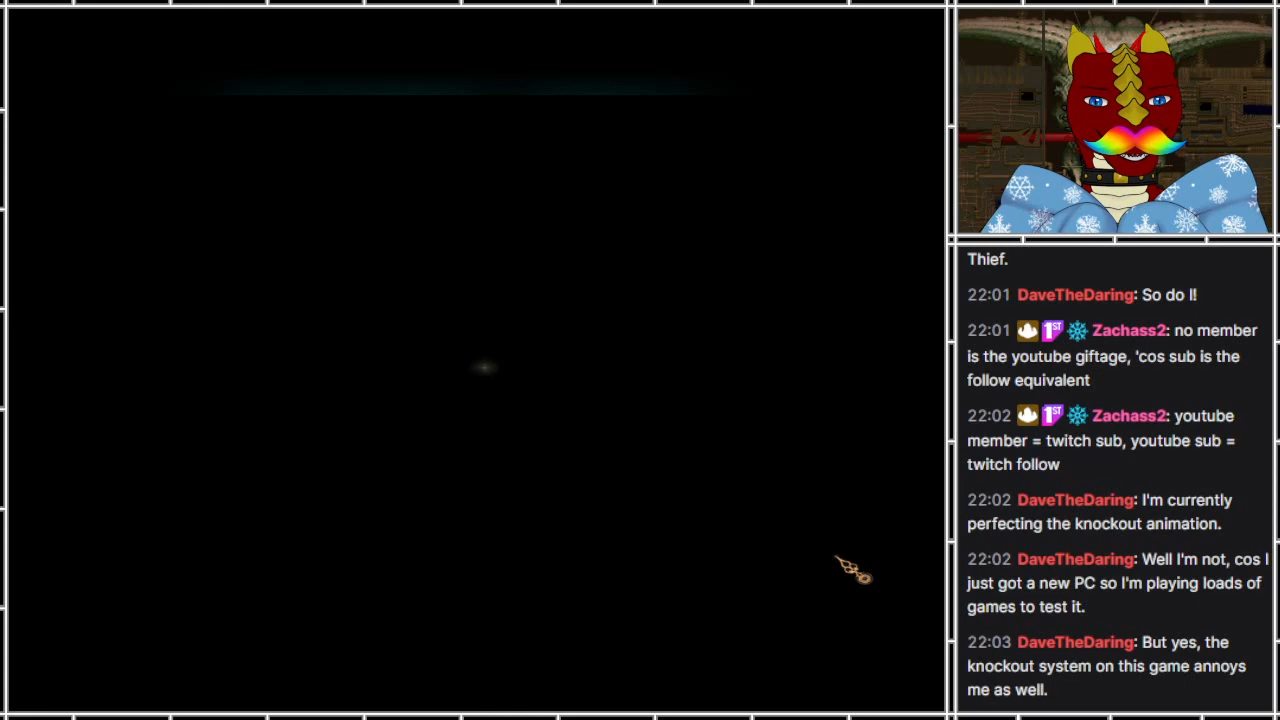 Thief.
22:01 DaveTheDaring: So do I!
22:01 1ST Zachass2: no member
is the youtube giftage, 'cos sub is the
follow equivalent
22:02 1ST Zachass2: youtube
member = twitch sub, youtube sub =
twitch follow
22:02 DaveTheDaring: I'm currently
perfecting the knockout animation.
22:02 DaveTheDaring: Well I'm not, cos I
just got a new PC so I'm playing loads of
games to test it.
22:03 DaveTheDaring: But yes, the
knockout system on this game annoys
me as well.